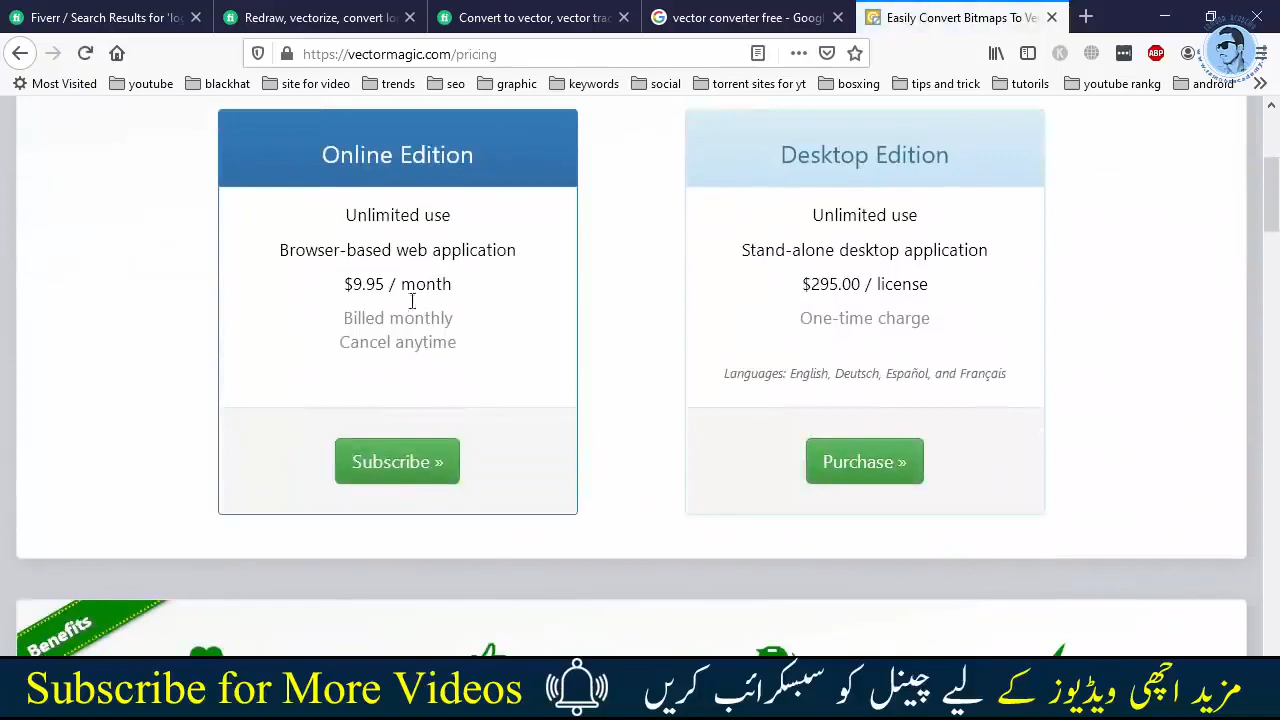 Fiverr / Search Results for 'lo
Redraw, vectorize, convert lo
Convert to vector, vector trac
vector converter free - Googl
Easily Convert Bitmaps To Ve
https://vectormagic.com/pricing
ABP
Most Visited
youtube
blackhat
site for video
trends
seo
graphic
keywords
social
torrent sites for y
bosxing
tips and trick
tutorils
youtube rankg
android
Online Edition
Unlimited use
Browser-based web application
$9.95 / month
Billed monthly
Cancel anytime
Subscribe »
Desktop Edition
Unlimited use
Stand-alone desktop application
$295.00 / license
One-time charge
Languages: English, Deutsch, Español, and Français
Purchase »
Benefits
Subscribe for More Videos
مزید اچھی ویڈیوز کے لیے چینل کو سبسکرائب کریں